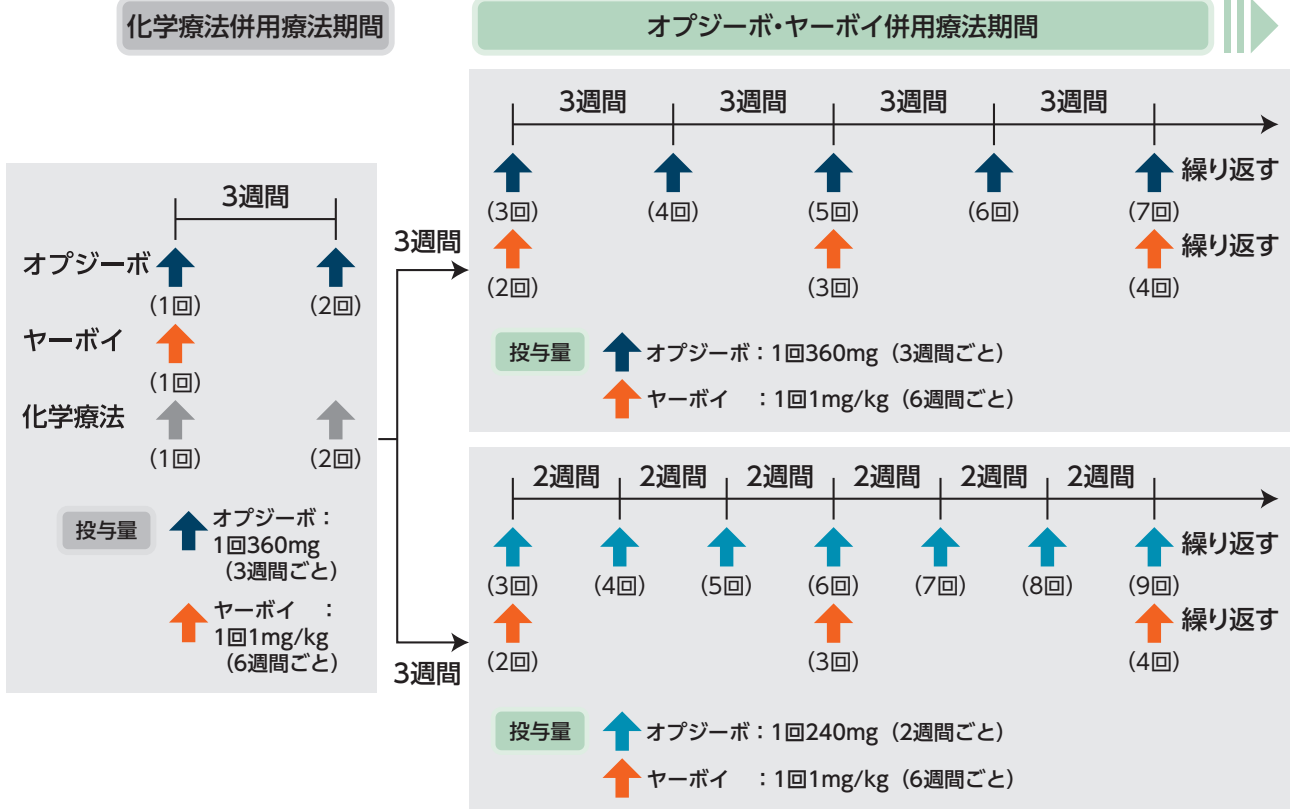 化学療法併用療法期間
オプジーボ・ヤーボイ併用療法期間
3週間
オプジーボ
(1回)
(2回)
ヤーボイ
(1回)
化学療法
(1回)
(2回)
投与量
オプジーボ：
1回360mg
（3週間ごと）
ヤーボイ　：
1回1mg/kg
（6週間ごと）
3週間
3週間
3週間 3週間 3週間 3週間
繰り返す
(3回) (4回) (5回) (6回) (7回)
繰り返す
(2回) (3回) (4回)
投与量
オプジーボ：1回360mg（3週間ごと）
ヤーボイ　：1回1mg/kg（6週間ごと）
2週間 2週間 2週間 2週間 2週間 2週間
繰り返す
(3回) (4回) (5回) (6回) (7回) (8回) (9回)
繰り返す
(2回) (3回) (4回)
投与量
オプジーボ：1回240mg（2週間ごと）
ヤーボイ　：1回1mg/kg（6週間ごと）